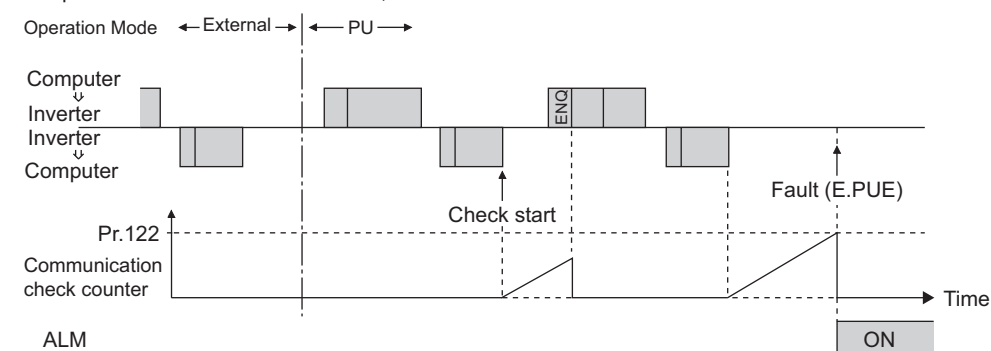 Operation Mode
External
PU
Computer
Inverter
Inverter
Computer
ENQ
Fault (E.PUE)
Check start
Pr.122
Communication
check counter
Time
ALM
ON